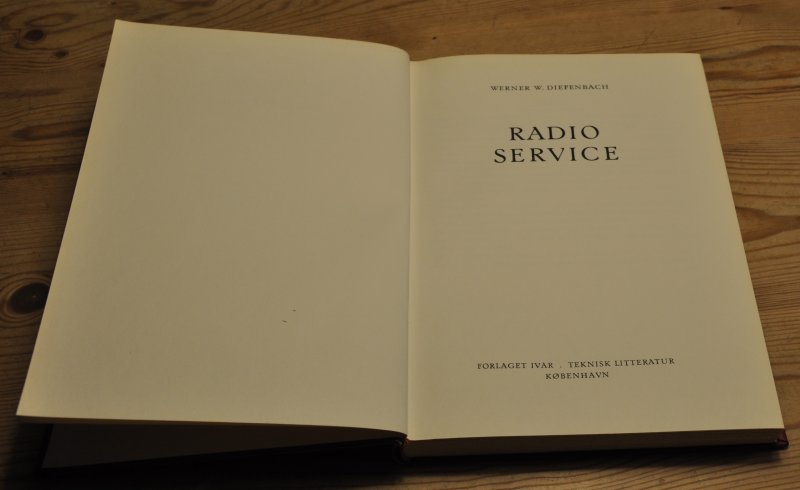 WERNER W. DIEFENBACH
RADIO
SERVICE
FORLAGET IVAR . TEKNISK LITTERATUR
KØBENHAVN